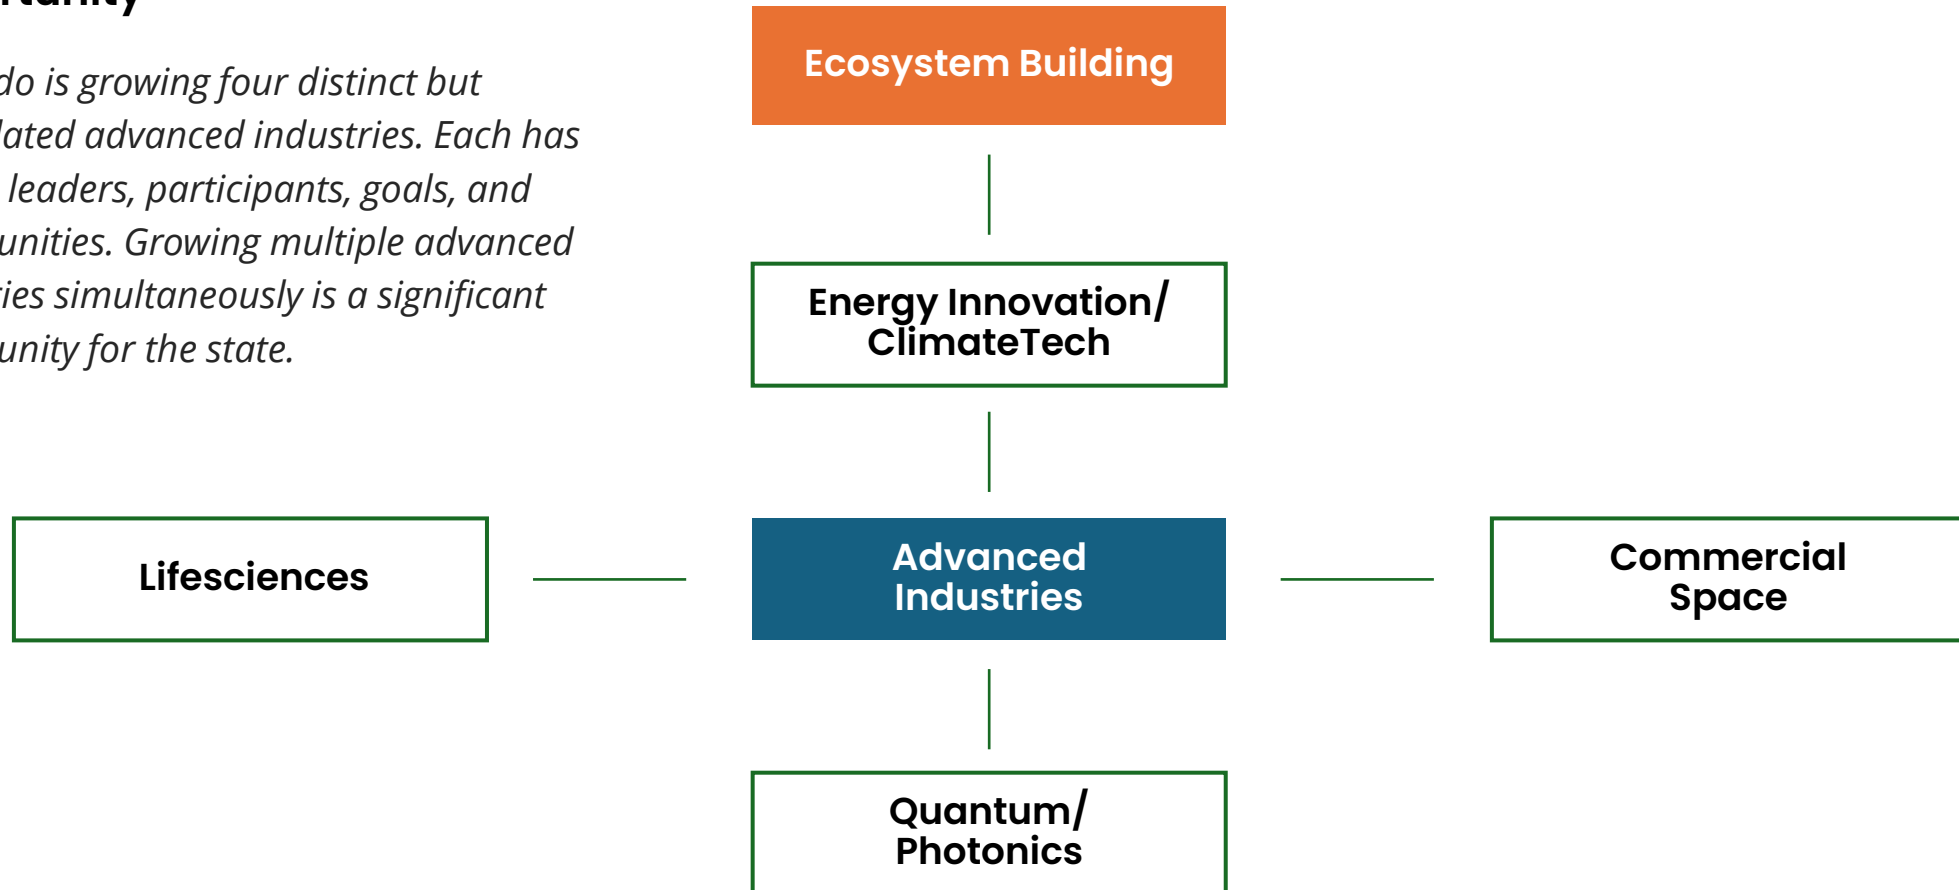 do is growing four distinct but
lated advanced industries. Each has
leaders, participants, goals, and
unities. Growing multiple advanced
ries simultaneously is a significant
unity for the state.
Ecosystem Building
Energy Innovation/
ClimateTech
Lifesciences
Advanced
Industries
Commercial
Space
Quantum/
Photonics